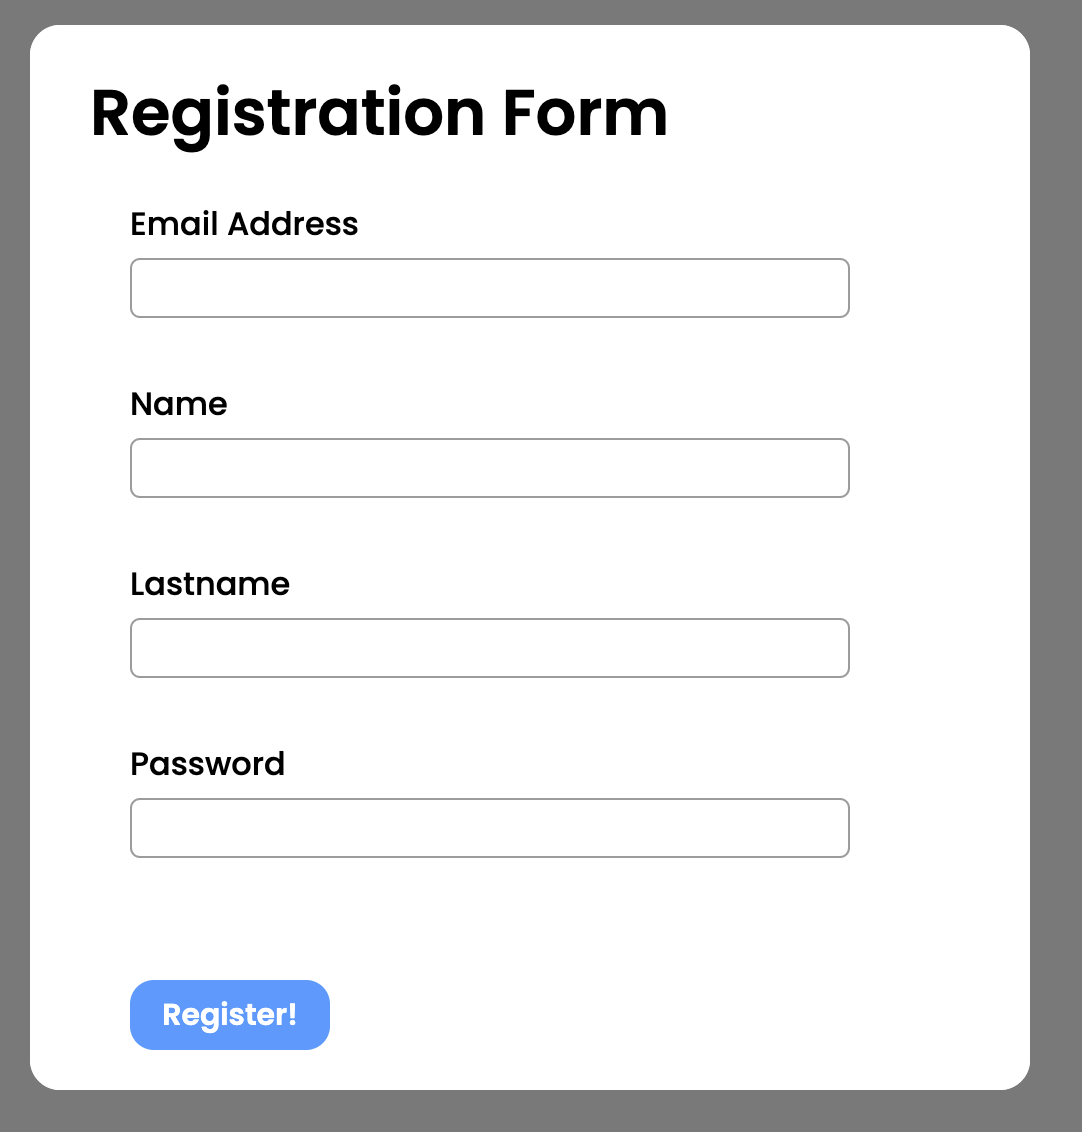 Registration Form
Email Address
Name
Lastname
Password
Register!